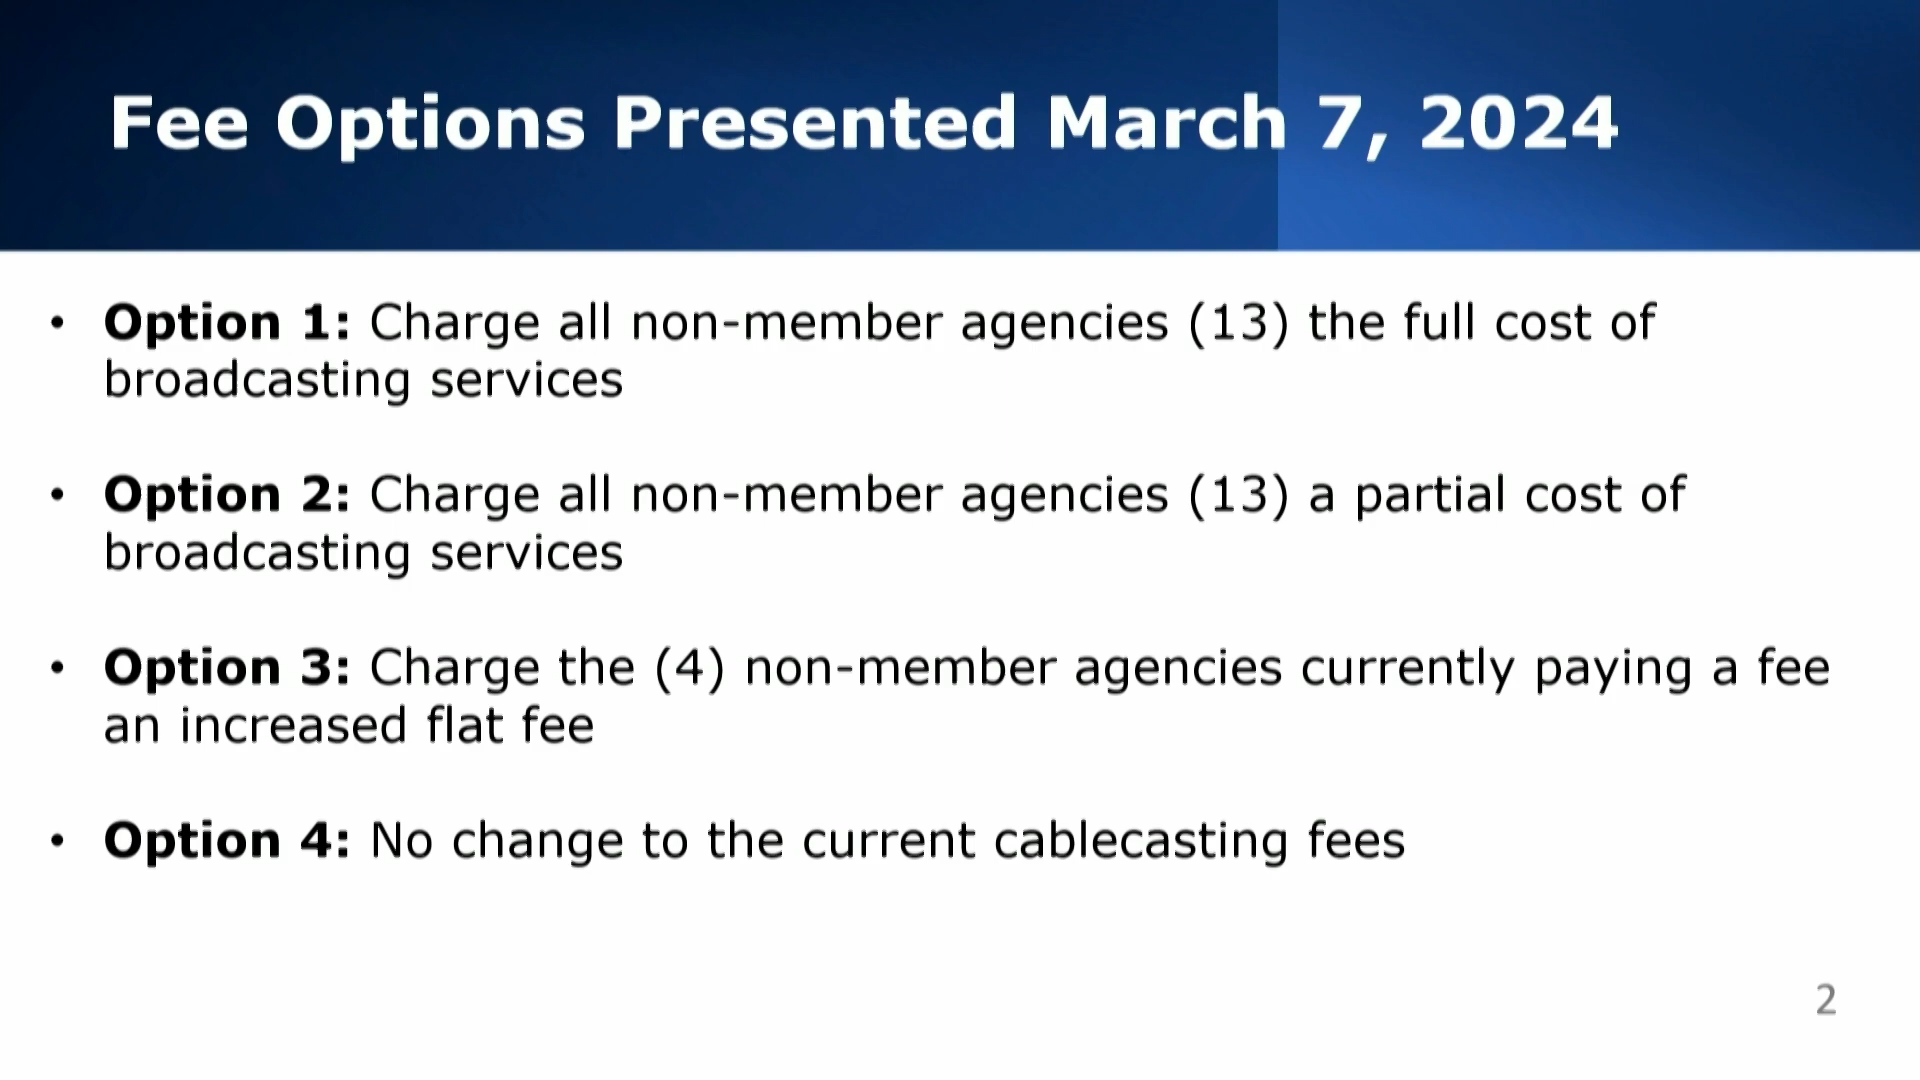 Fee Options Presented March 7, 2024
• Option 1: Charge all non-member agencies (13) the full cost of
broadcasting services
• Option 2: Charge all non-member agencies (13) a partial cost of
broadcasting services
• Option 3: Charge the (4) non-member agencies currently paying a fee
an increased flat fee
• Option 4: No change to the current cablecasting fees
2